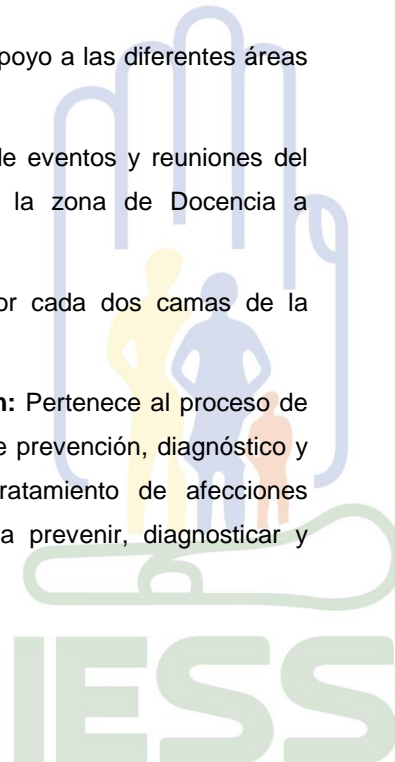 poyo a las diferentes áreas
de eventos y reuniones del
la zona de Docencia a
or cada dos camas de la
n: Pertenece al proceso de
e prevención, diagnóstico y
ratamiento de afecciones
a prevenir, diagnosticar y
IESS